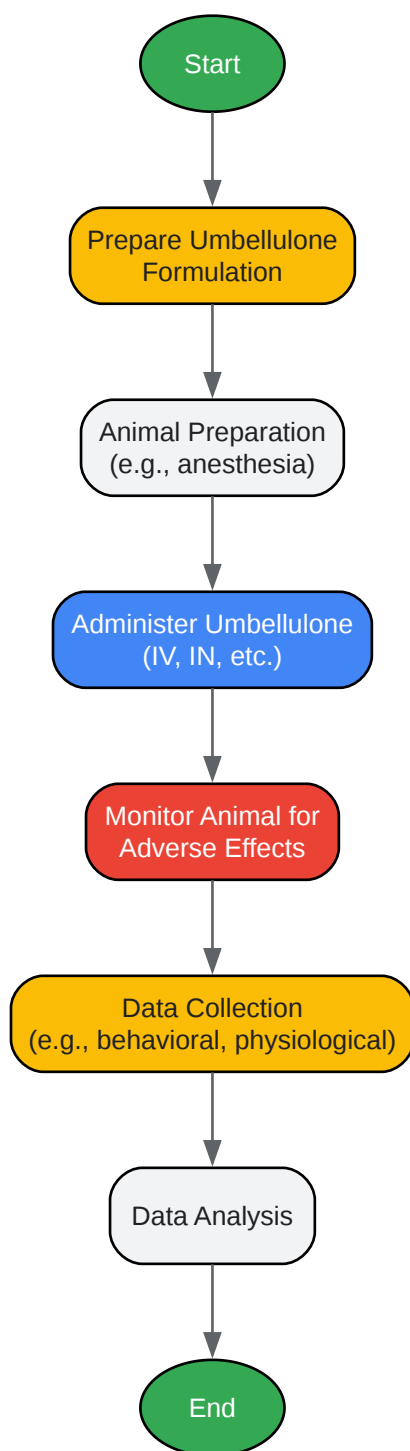 Start
Prepare Umbellulone
Formulation
Animal Preparation
(e.g., anesthesia)
Administer Umbellulone
(IV, IN, etc.)
Monitor Animal for
Adverse Effects
Data Collection
(e.g., behavioral, physiological)
Data Analysis
End